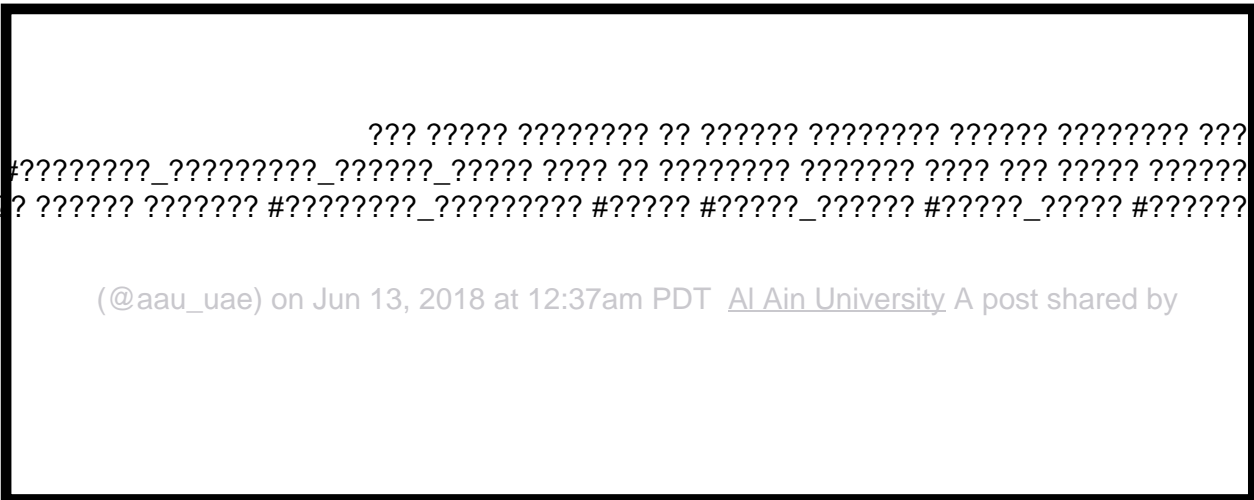 ??? ????? ???????? ?? ?????? ???????? ?????? ???????? ???
#????????_?????????_??????_????? ???? ?? ???????? ??????? ???? ??? ????? ??????
? ?????? ??????? #????????_????????? #????? #?????_?????? #?????_????? #??????
(@aau_uae) on Jun 13, 2018 at 12:37am PDT Al Ain University A post shared by